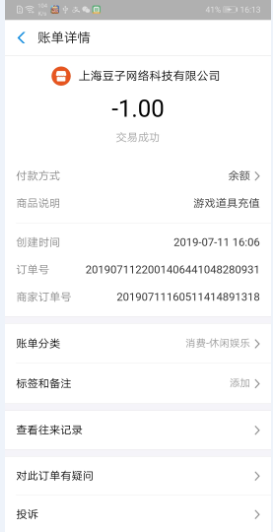 41% 16:13
账单详情
上海豆子网络科技有限公司
-1.00
交易成功
付款方式 余额
商品说明 游戏道具充值
创建时间 2019-07-11 16:06
订单号 2019071122001406441048280931
商家订单号 20190711160511414891318
账单分类 消费-休闲娱乐
标签和备注 添加
查看往来记录
对此订单有疑问
投诉